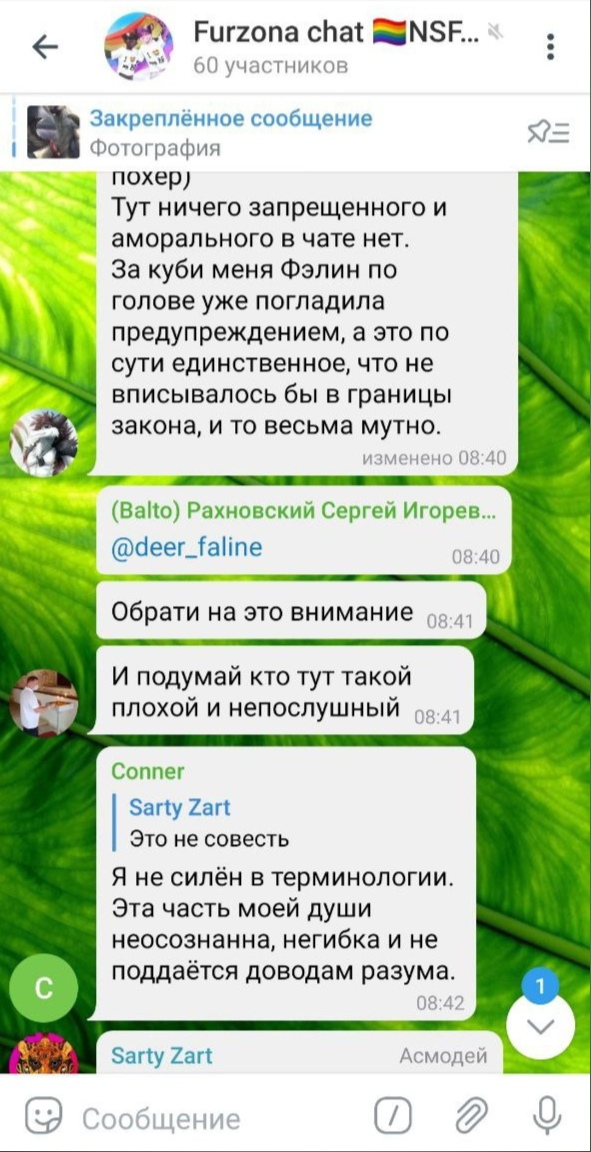 Furzona chat 🏳️‍🌈NSF...
60 участников
Закреплённое сообщение
Фотография
похер)
Тут ничего запрещенного и
аморального в чате нет.
За куби меня Фэлин по
голове уже погладила
предупреждением, а это по
сути единственное, что не
вписывалось бы в границы
закона, и то весьма мутно.
изменено 08:40
(Balto) Рахновский Сергей Игорев...
@deer_faline 08:40
Обрати на это внимание 08:41
И подумай кто тут такой
плохой и непослушный 08:41
Conner
Sarty Zart
Это не совесть
Я не силён в терминологии.
Эта часть моей души
неосознанна, негибка и не
поддаётся доводам разума.
08:42
C
1
Sarty Zart Асмодей
Сообщение